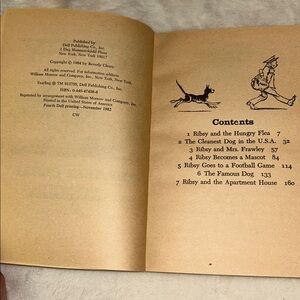 Published by
Dell Publishing Co., Inc.
1 Dag Hammarskjold Plaza
New York, New York 10017
Copyright © 1964 by Beverly Cleary
All rights reserved. For information address
William Morrow and Company, Inc., New York, New York.
Yearling ® TM 913705, Dell Publishing Co., Inc.
ISBN:
Reprinted by arrangement with William Morrow and Company, Inc.
Printed in the United States of America
Fourth Dell printing—November 1982
CW
Contents
1 Ribsy and the Hungry Flea 7
2 The Cleanest Dog in the U.S.A. 32
3 Ribsy and Mrs. Frawley 57
4 Ribsy Becomes a Mascot 84
5 Ribsy Goes to a Football Game 114
6 The Famous Dog 133
7 Ribsy and the Apartment House 160